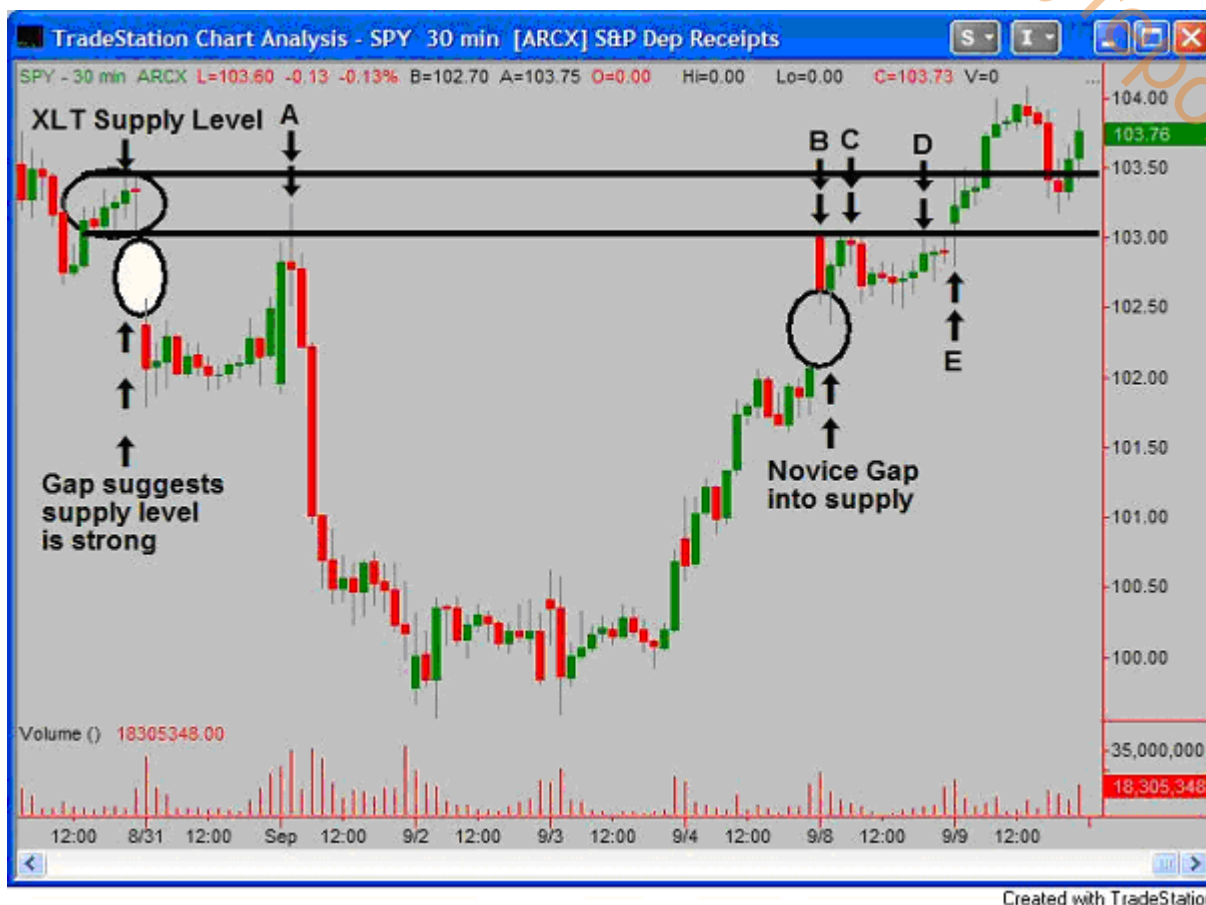 TradeStation Chart Analysis - SPY 30 min [ARCX] S&P Dep Receipts
S I
SPY - 30 min ARCX L=103.60 -0.13 -0.13% B=102.70 A=103.75 O=0.00 Hi=0.00 Lo=0.00 C=103.73 V=0 ...
XLT Supply Level A
B C D
E
Gap suggests
supply level
is strong
Novice Gap
into supply
104.00
103.76
103.50
103.00
102.50
102.00
101.50
101.00
100.50
100.00
Volume () 18305348.00
35,000,000
18,305,348
12:00 8/31 12:00 Sep 12:00 9/2 12:00 9/3 12:00 9/4 12:00 9/8 12:00 9/9 12:00
Created with TradeStation